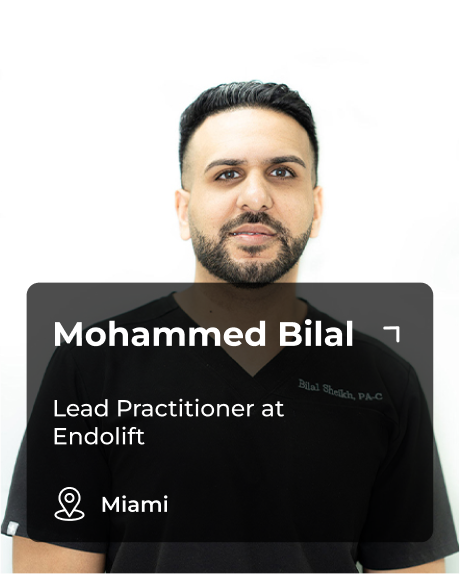 Mohammed Bilal
Bilal Sheikh, PA-C
Lead Practitioner at
Endolift
Miami